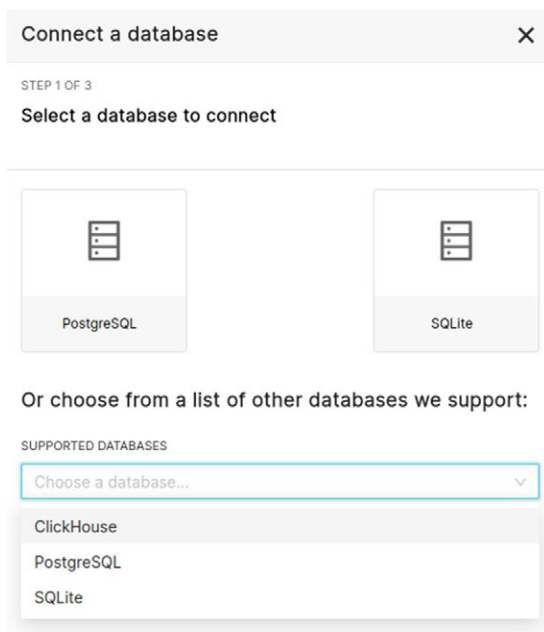 Connect a database
STEP 1 OF 3
Select a database to connect
PostgreSQL
SQLite
Or choose from a list of other databases we support:
SUPPORTED DATABASES
Choose a database...
ClickHouse
PostgreSQL
SQLite